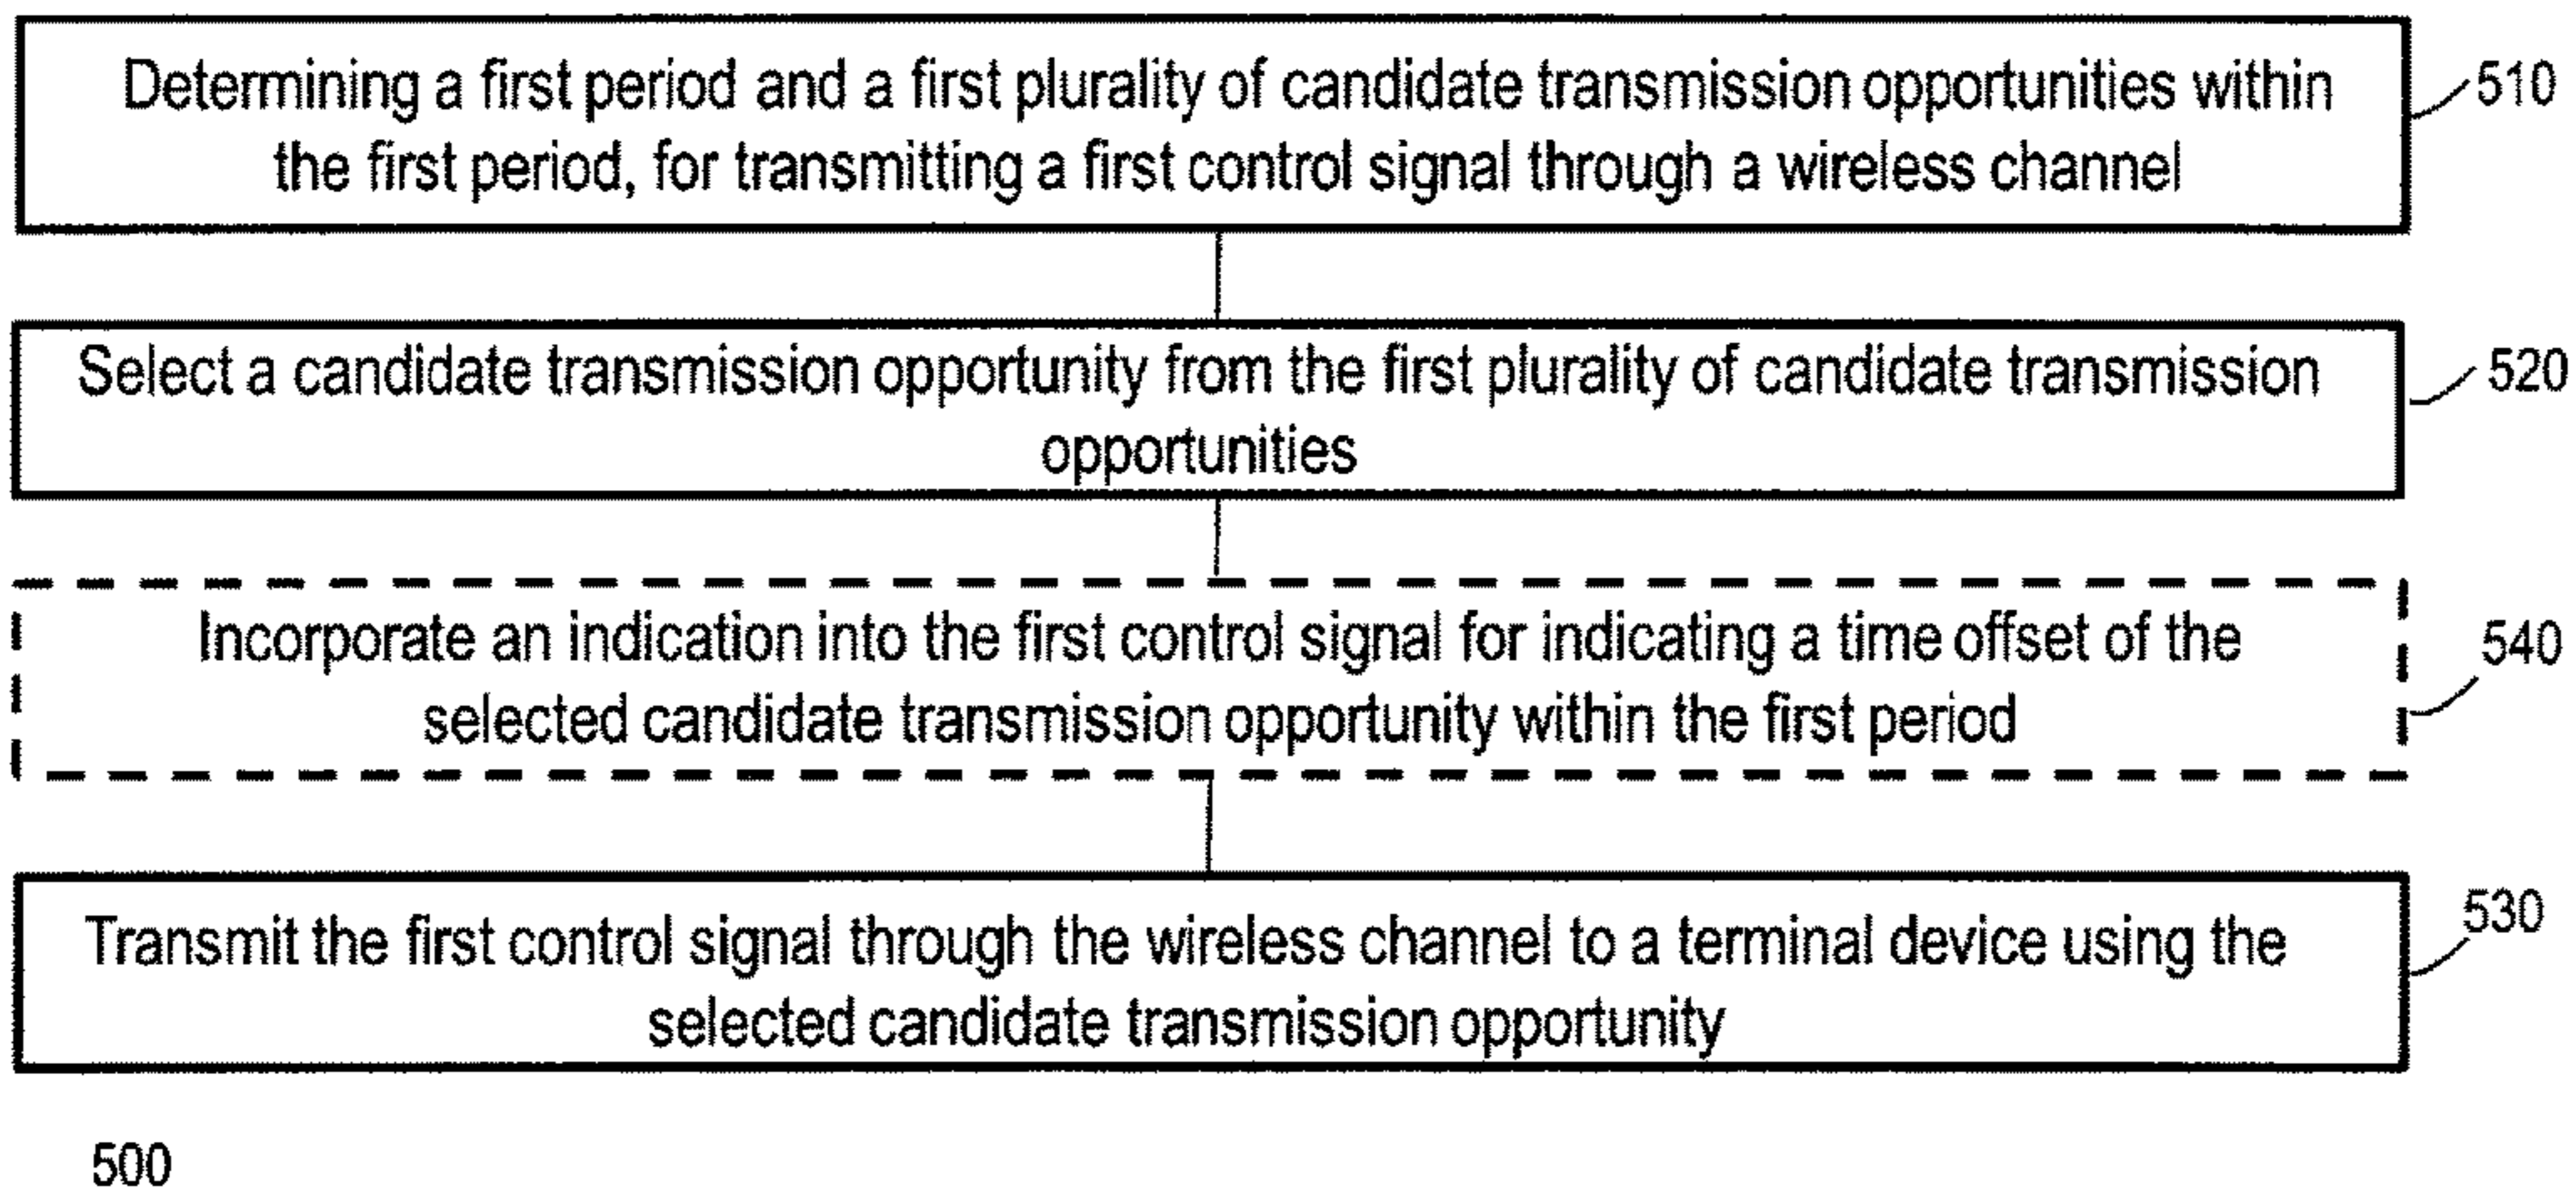 Determining a first period and a first plurality of candidate transmission opportunities within
the first period, for transmitting a first control signal through a wireless channel
510
Select a candidate transmission opportunity from the first plurality of candidate transmission
opportunities
520
Incorporate an indication into the first control signal for indicating a time offset of the
selected candidate transmission opportunity within the first period
540
Transmit the first control signal through the wireless channel to a terminal device using the
selected candidate transmission opportunity
530
500